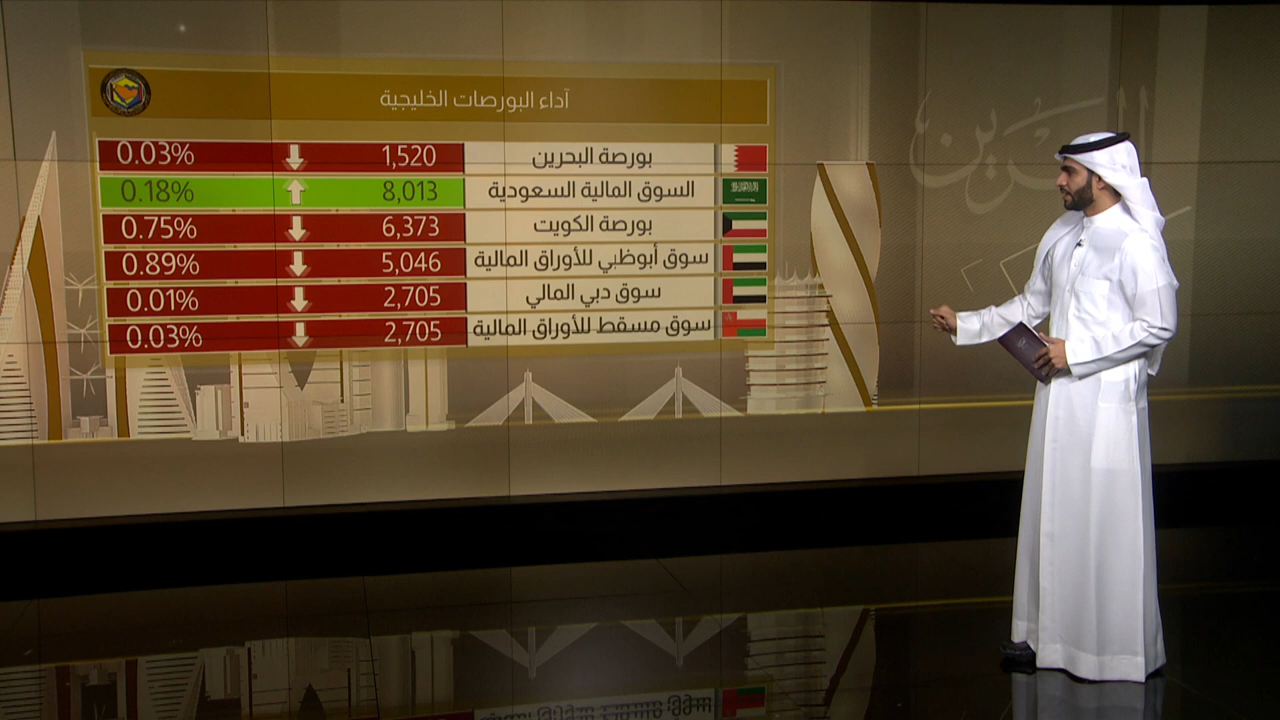 آداء البورصات الخليجية
بورصة البحرين 1,520 0.03%
السوق المالية السعودية 8,013 0.18%
بورصة الكويت 6,373 0.75%
سوق أبوظبي للأوراق المالية 5,046 0.89%
سوق دبي المالي 2,705 0.01%
سوق مسقط للأوراق المالية 2,705 0.03%
البحرين